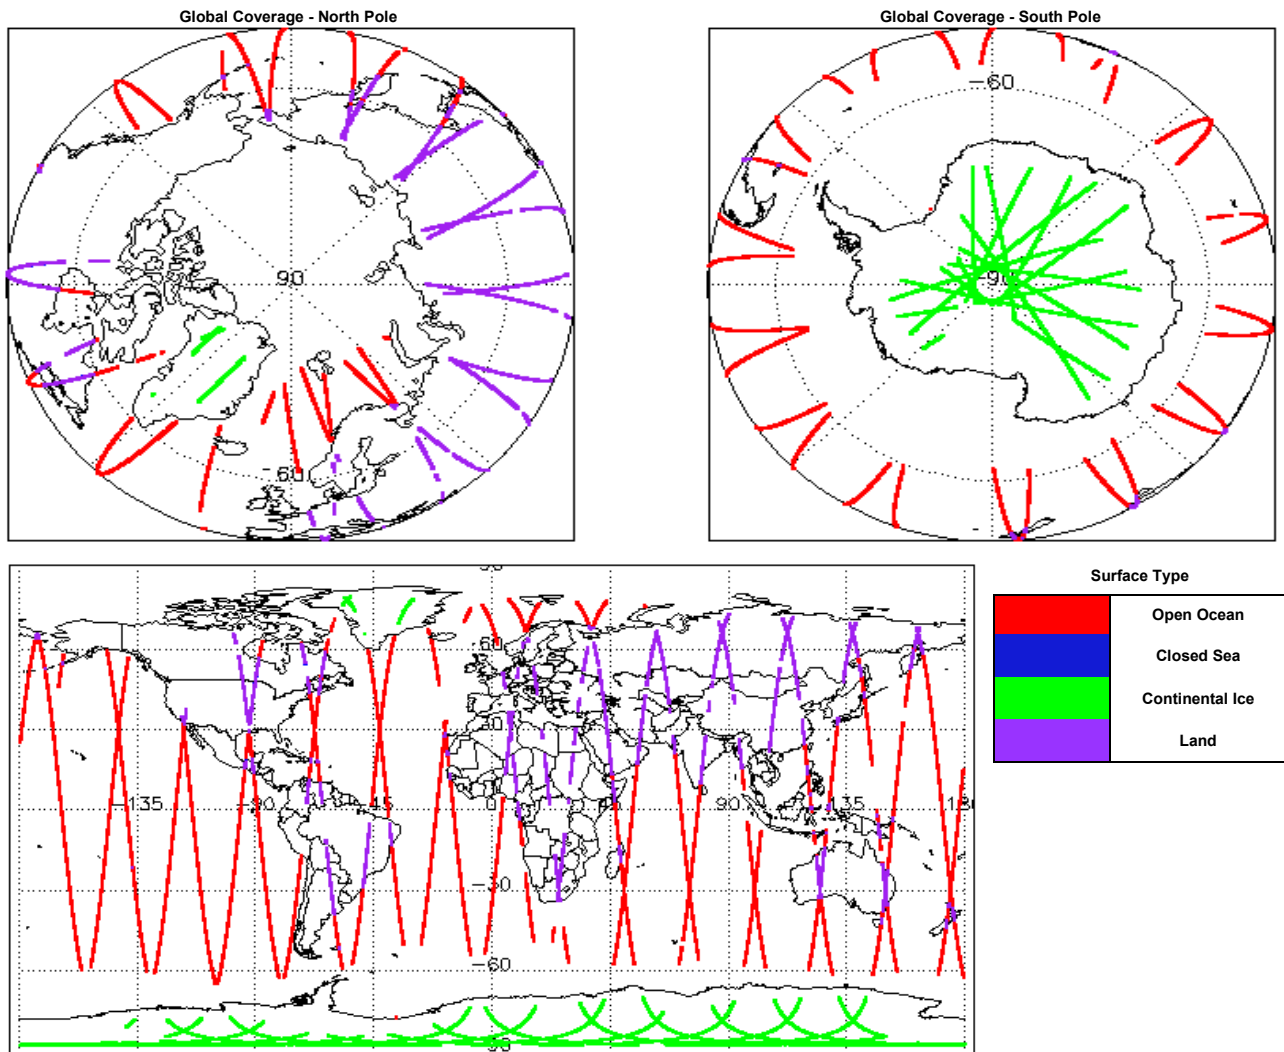 Global Coverage - North Pole
Global Coverage - South Pole
90
-60
-60
-90
Surface Type
Open Ocean
Closed Sea
Continental Ice
Land
60
30
-135
-90
-45
0
45
90
135
180
-30
-60